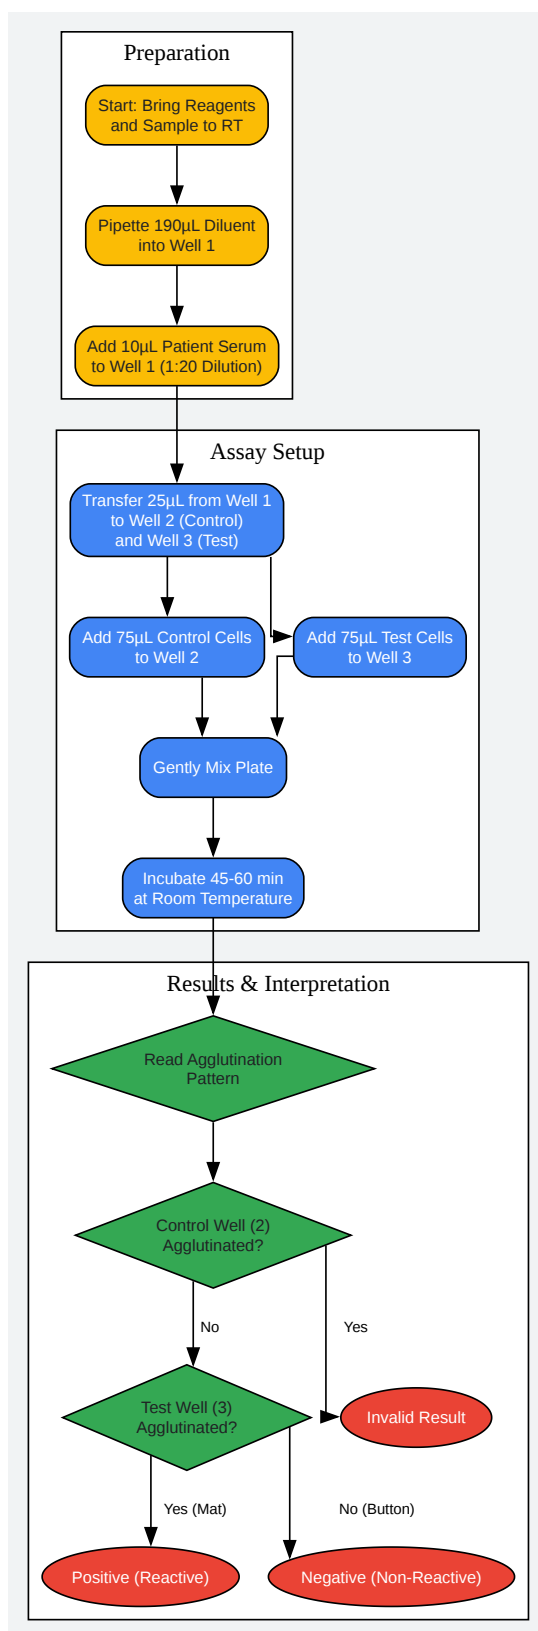 Preparation
Start: Bring Reagents
and Sample to RT
Pipette 190µL Diluent
into Well 1
Add 10µL Patient Serum
to Well 1 (1:20 Dilution)
Assay Setup
Transfer 25µL from Well 1
to Well 2 (Control)
and Well 3 (Test)
Add 75µL Control Cells
to Well 2
Add 75µL Test Cells
to Well 3
Gently Mix Plate
Incubate 45-60 min
at Room Temperature
Results & Interpretation
Read Agglutination
Pattern
Control Well (2)
Agglutinated?
No
Yes
Test Well (3)
Agglutinated?
Invalid Result
Yes (Mat)
No (Button)
Positive (Reactive)
Negative (Non-Reactive)